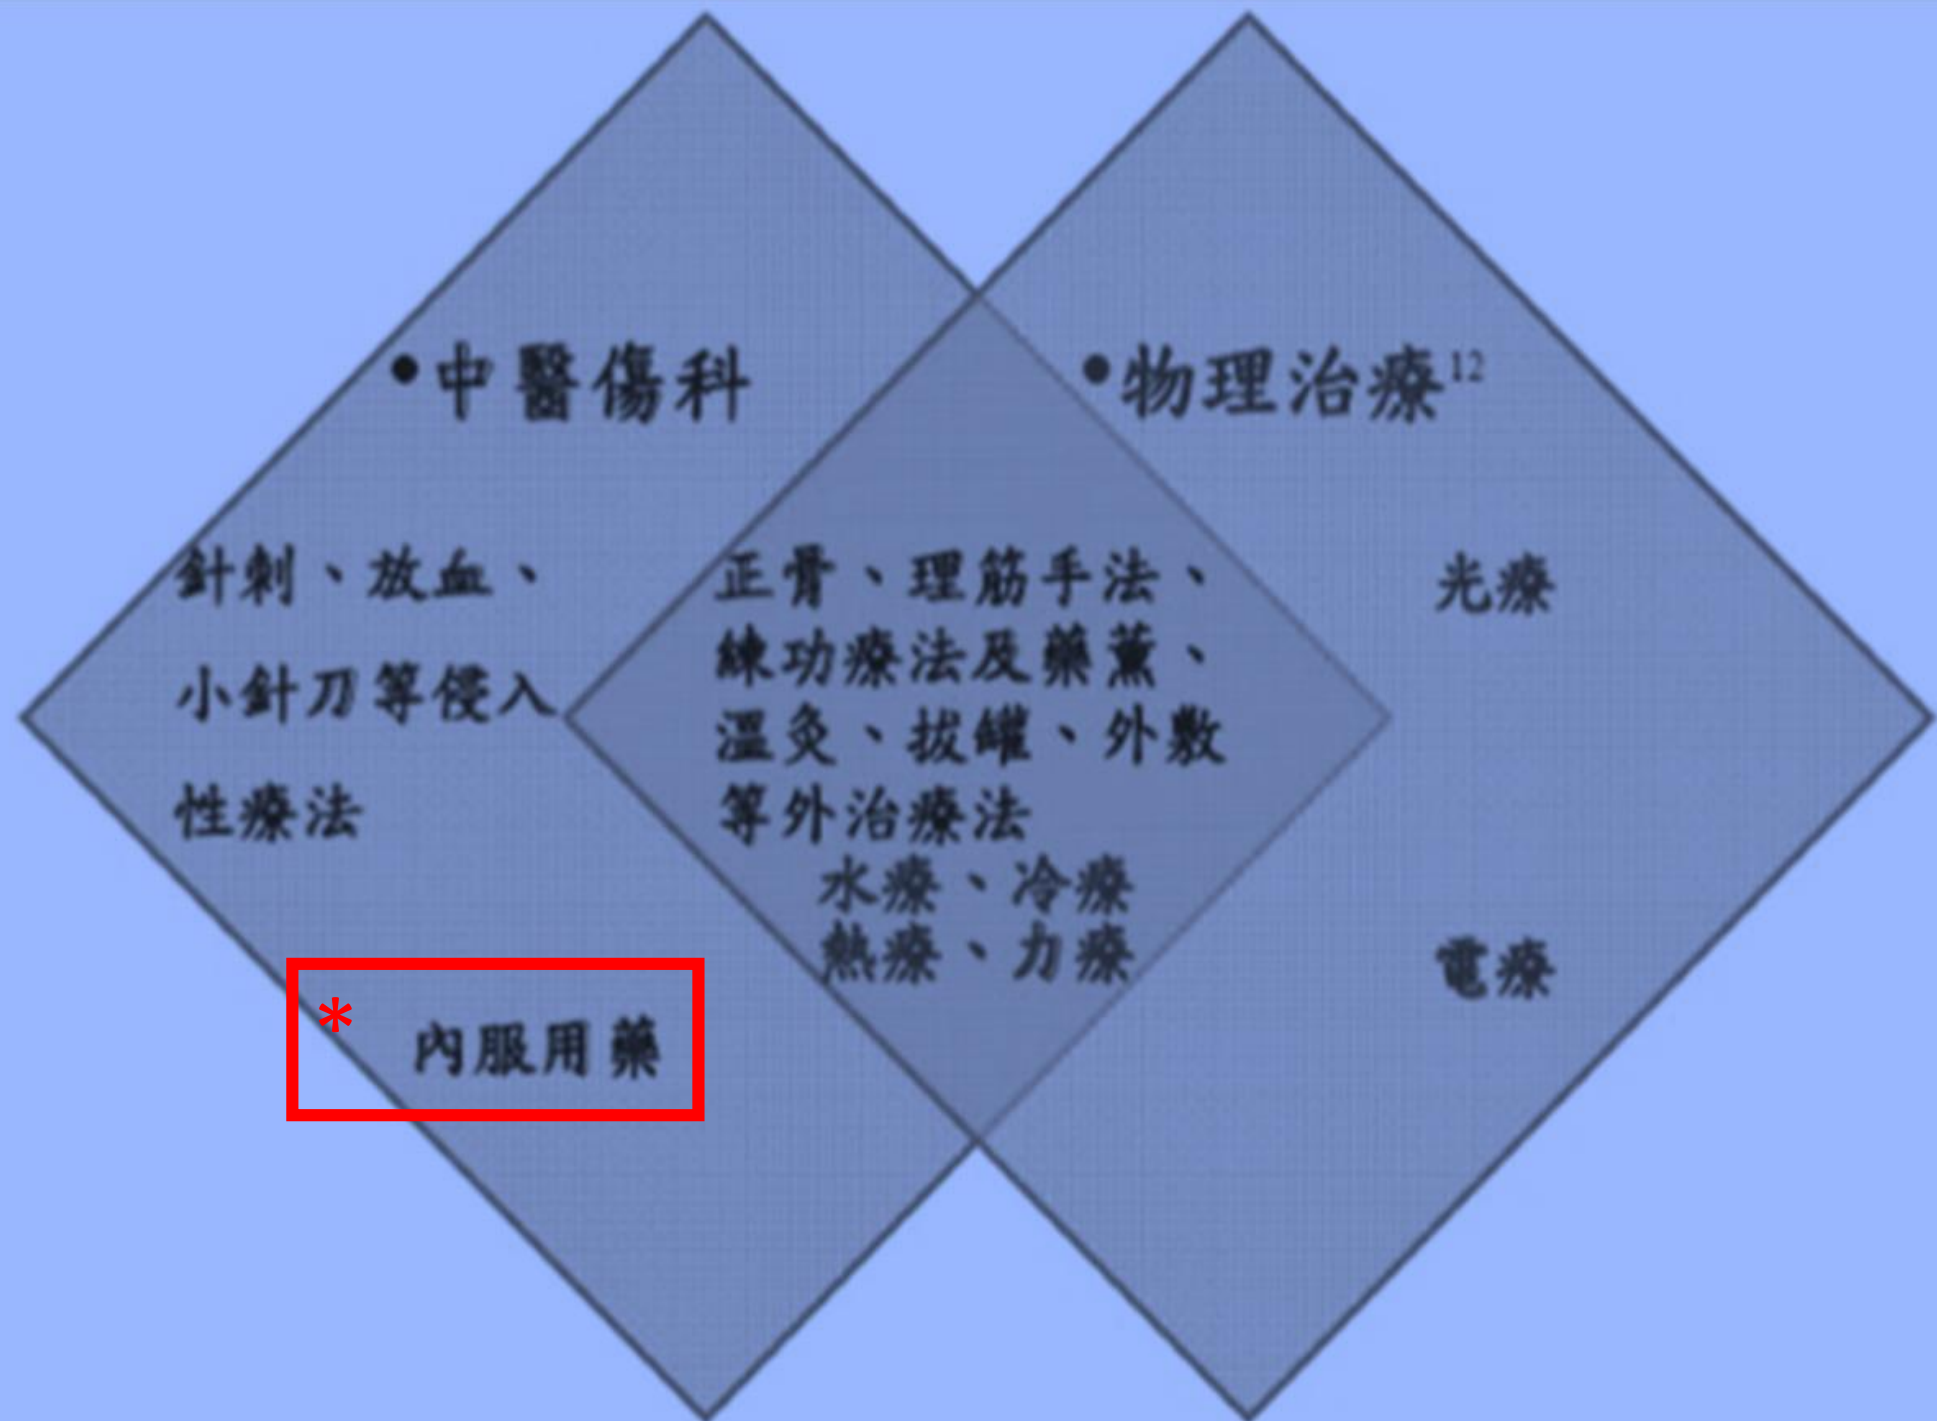 •中醫傷科
針刺、放血、
小針刀等侵入
性療法
*
內服用藥
正骨、理筋手法、
練功療法及藥薰、
溫灸、拔罐、外敷
等外治療法
水療、冷療
熱療、力療
•物理治療12
光療
電療